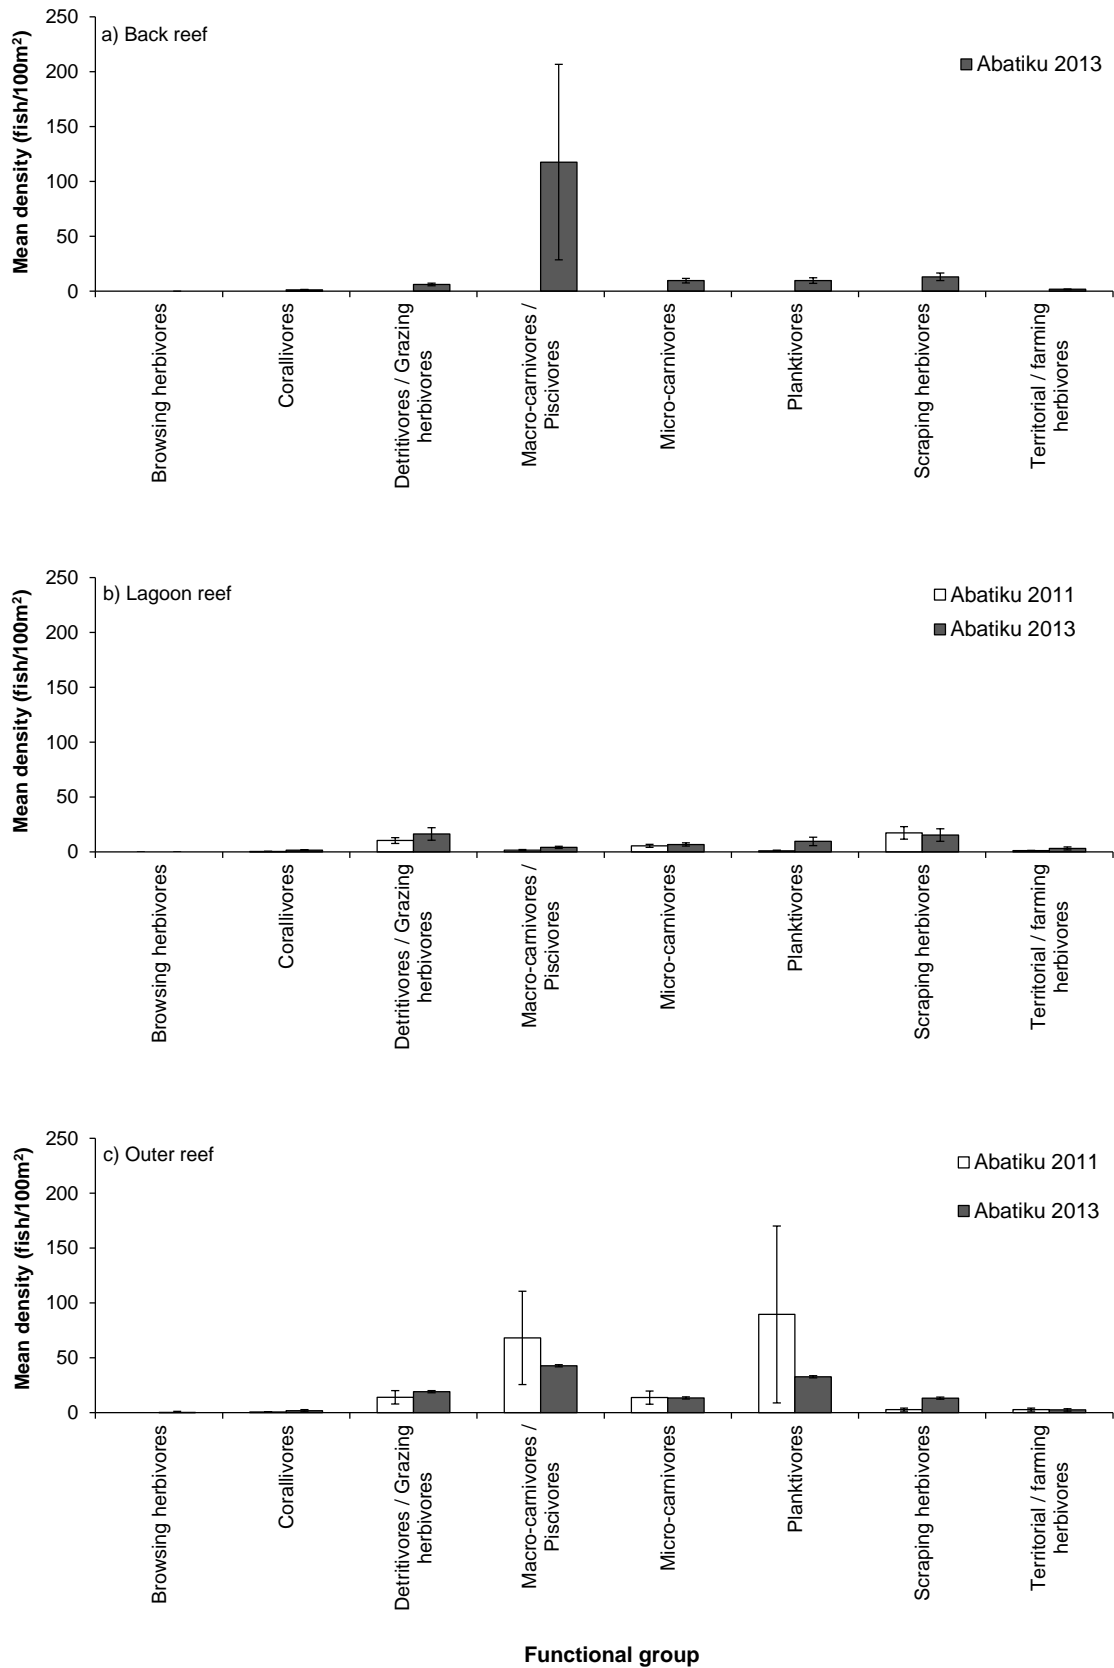 a) Back reef
Abatiku 2013
Mean density (fish/100m²)
250
200
150
100
50
0
Browsing herbivores
Corallivores
Detritivores / Grazing
herbivores
Macro-carnivores /
Piscivores
Micro-carnivores
Planktivores
Scraping herbivores
Territorial / farming
herbivores
b) Lagoon reef
Abatiku 2011
Abatiku 2013
Mean density (fish/100m²)
250
200
150
100
50
0
Browsing herbivores
Corallivores
Detritivores / Grazing
herbivores
Macro-carnivores /
Piscivores
Micro-carnivores
Planktivores
Scraping herbivores
Territorial / farming
herbivores
c) Outer reef
Abatiku 2011
Abatiku 2013
Mean density (fish/100m²)
250
200
150
100
50
0
Browsing herbivores
Corallivores
Detritivores / Grazing
herbivores
Macro-carnivores /
Piscivores
Micro-carnivores
Planktivores
Scraping herbivores
Territorial / farming
herbivores
Functional group